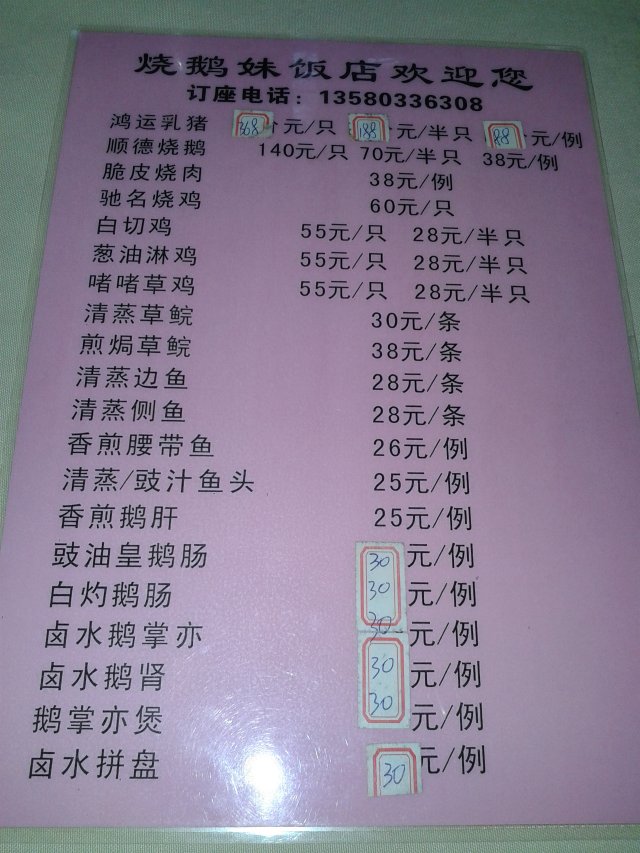 烧鹅妹饭店欢迎您
订座电话：13580336308
鸿运乳猪 368元/只 188元/半只 88元/例
顺德烧鹅 140元/只 70元/半只 38元/例
脆皮烧肉 38元/例
驰名烧鸡 60元/只
白切鸡 55元/只 28元/半只
葱油淋鸡 55元/只 28元/半只
啫啫草鸡 55元/只 28元/半只
清蒸草鲩 30元/条
煎焗草鲩 38元/条
清蒸边鱼 28元/条
清蒸侧鱼 28元/条
香煎腰带鱼 26元/例
清蒸/豉汁鱼头 25元/例
香煎鹅肝 25元/例
豉油皇鹅肠 30元/例
白灼鹅肠 30元/例
卤水鹅掌亦 30元/例
卤水鹅肾 30元/例
鹅掌亦煲 30元/例
卤水拼盘 30元/例